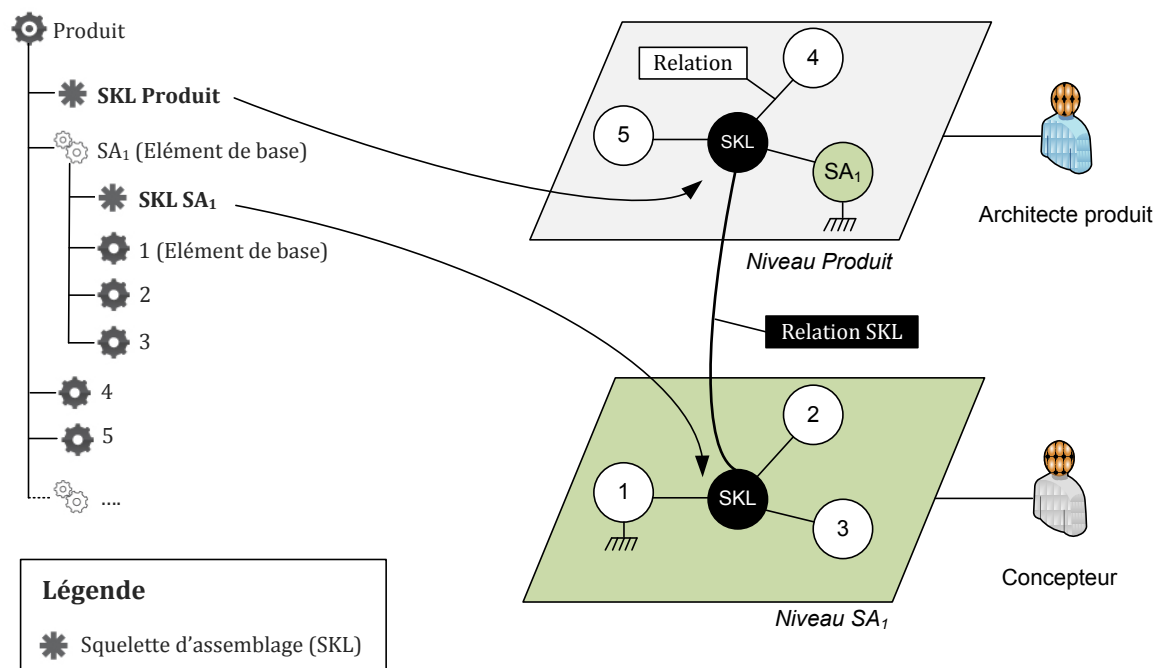 Produit
SKL Produit
SA₁ (Elément de base)
SKL SA₁
1 (Elément de base)
2
3
4
5
....
Légende
Squelette d'assemblage (SKL)
Relation
4
5
SKL
SA₁
Niveau Produit
Architecte produit
Relation SKL
2
1
SKL
3
Niveau SA₁
Concepteur